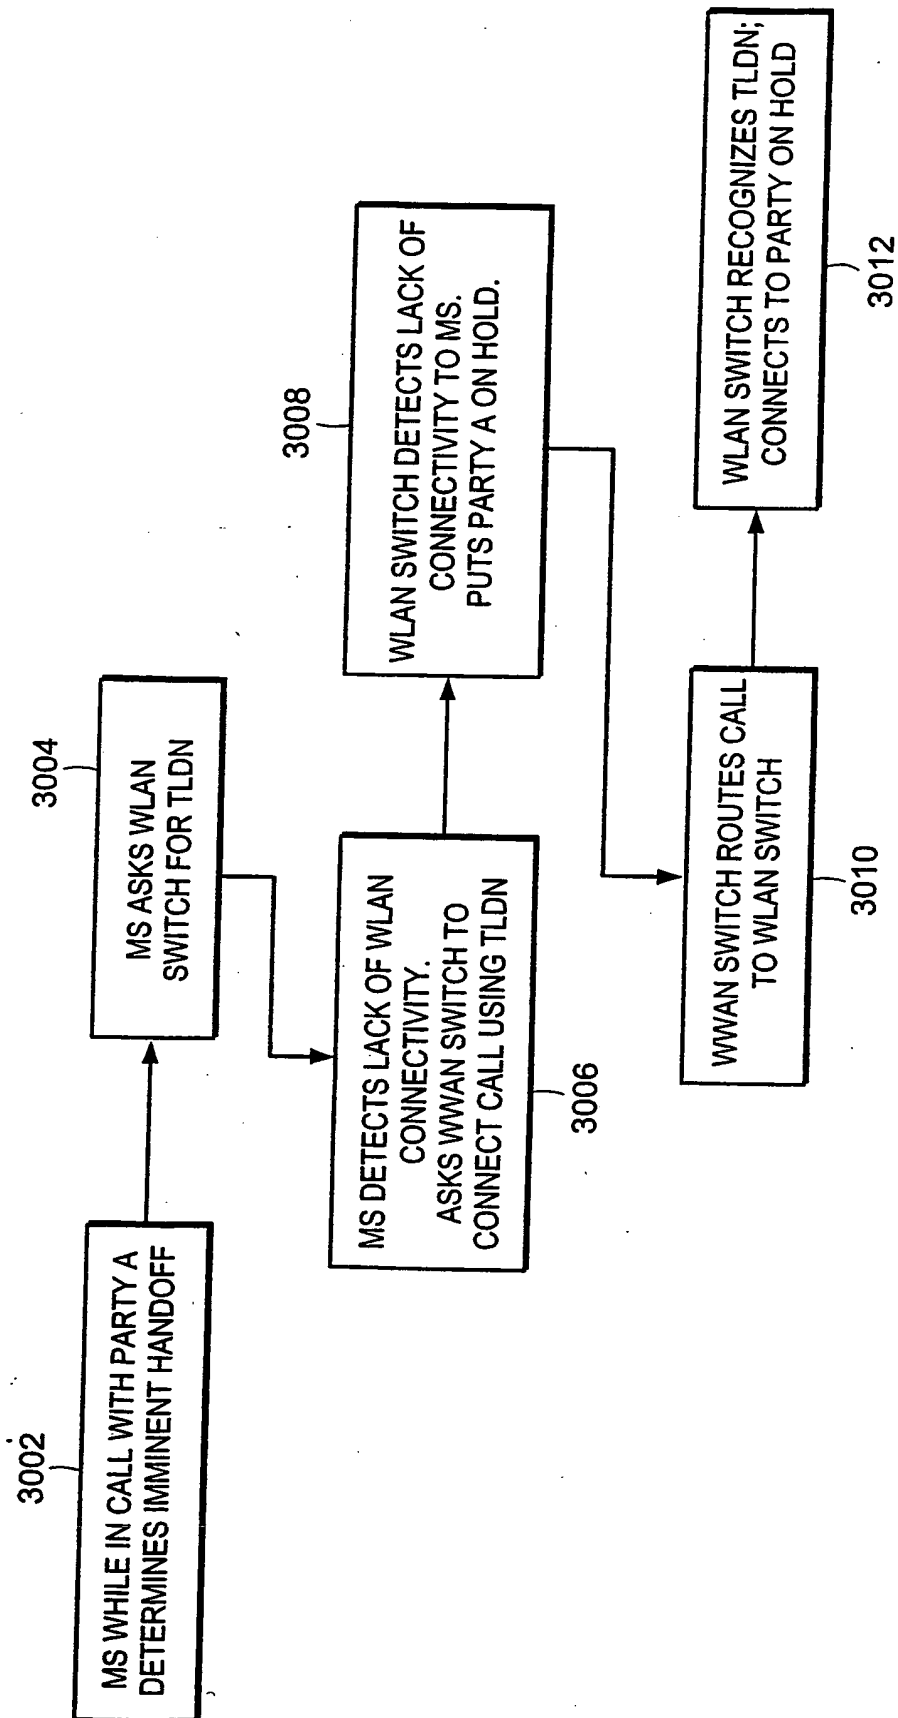 3002
MS WHILE IN CALL WITH PARTY A
DETERMINES IMMINENT HANDOFF
3004
MS ASKS WLAN
SWITCH FOR TLDN
MS DETECTS LACK OF WLAN
CONNECTIVITY.
ASKS WWAN SWITCH TO
CONNECT CALL USING TLDN
3006
3008
WLAN SWITCH DETECTS LACK OF
CONNECTIVITY TO MS.
PUTS PARTY A ON HOLD.
WWAN SWITCH ROUTES CALL
TO WLAN SWITCH
3010
WLAN SWITCH RECOGNIZES TLDN;
CONNECTS TO PARTY ON HOLD
3012